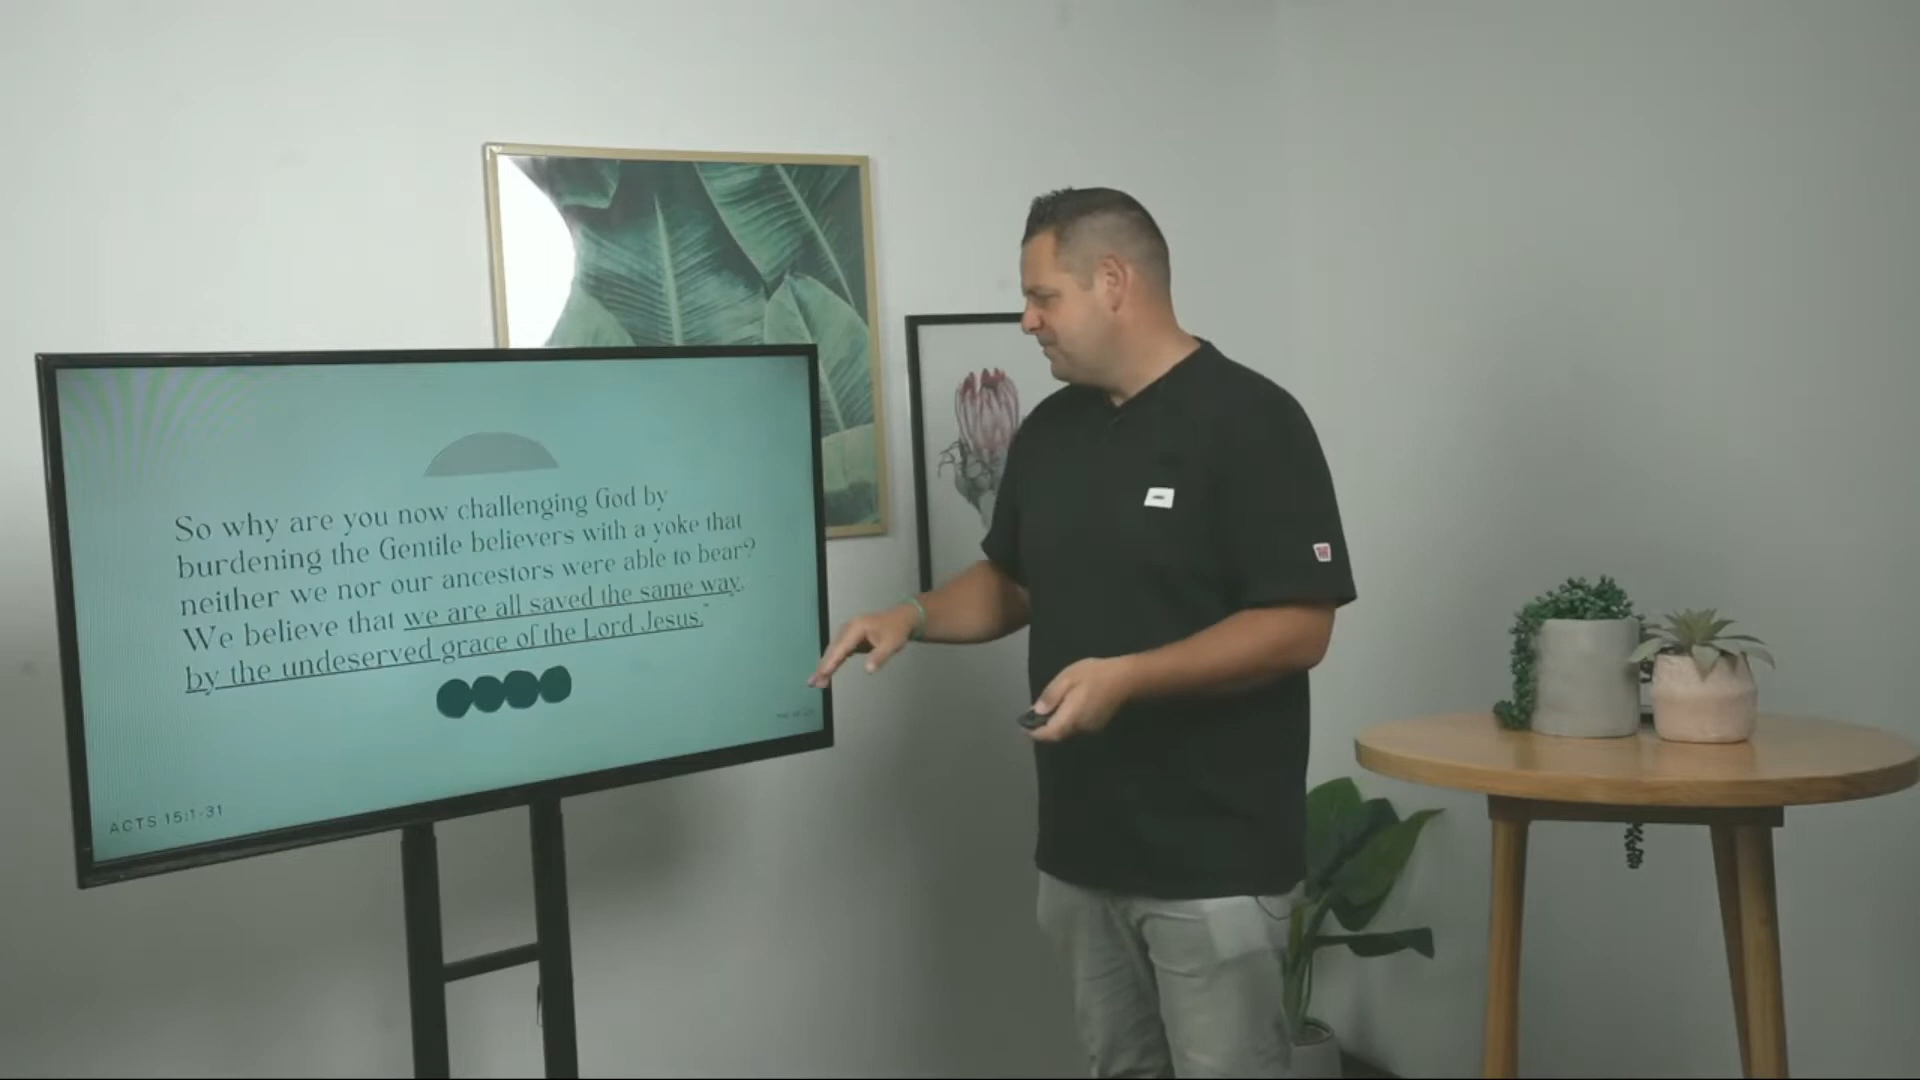 So why are you now challenging God by
burdening the Gentile believers with a yoke that
neither we nor our ancestors were able to bear?
We believe that we are all saved the same way,
by the undeserved grace of the Lord Jesus."
ACTS 15:1-31